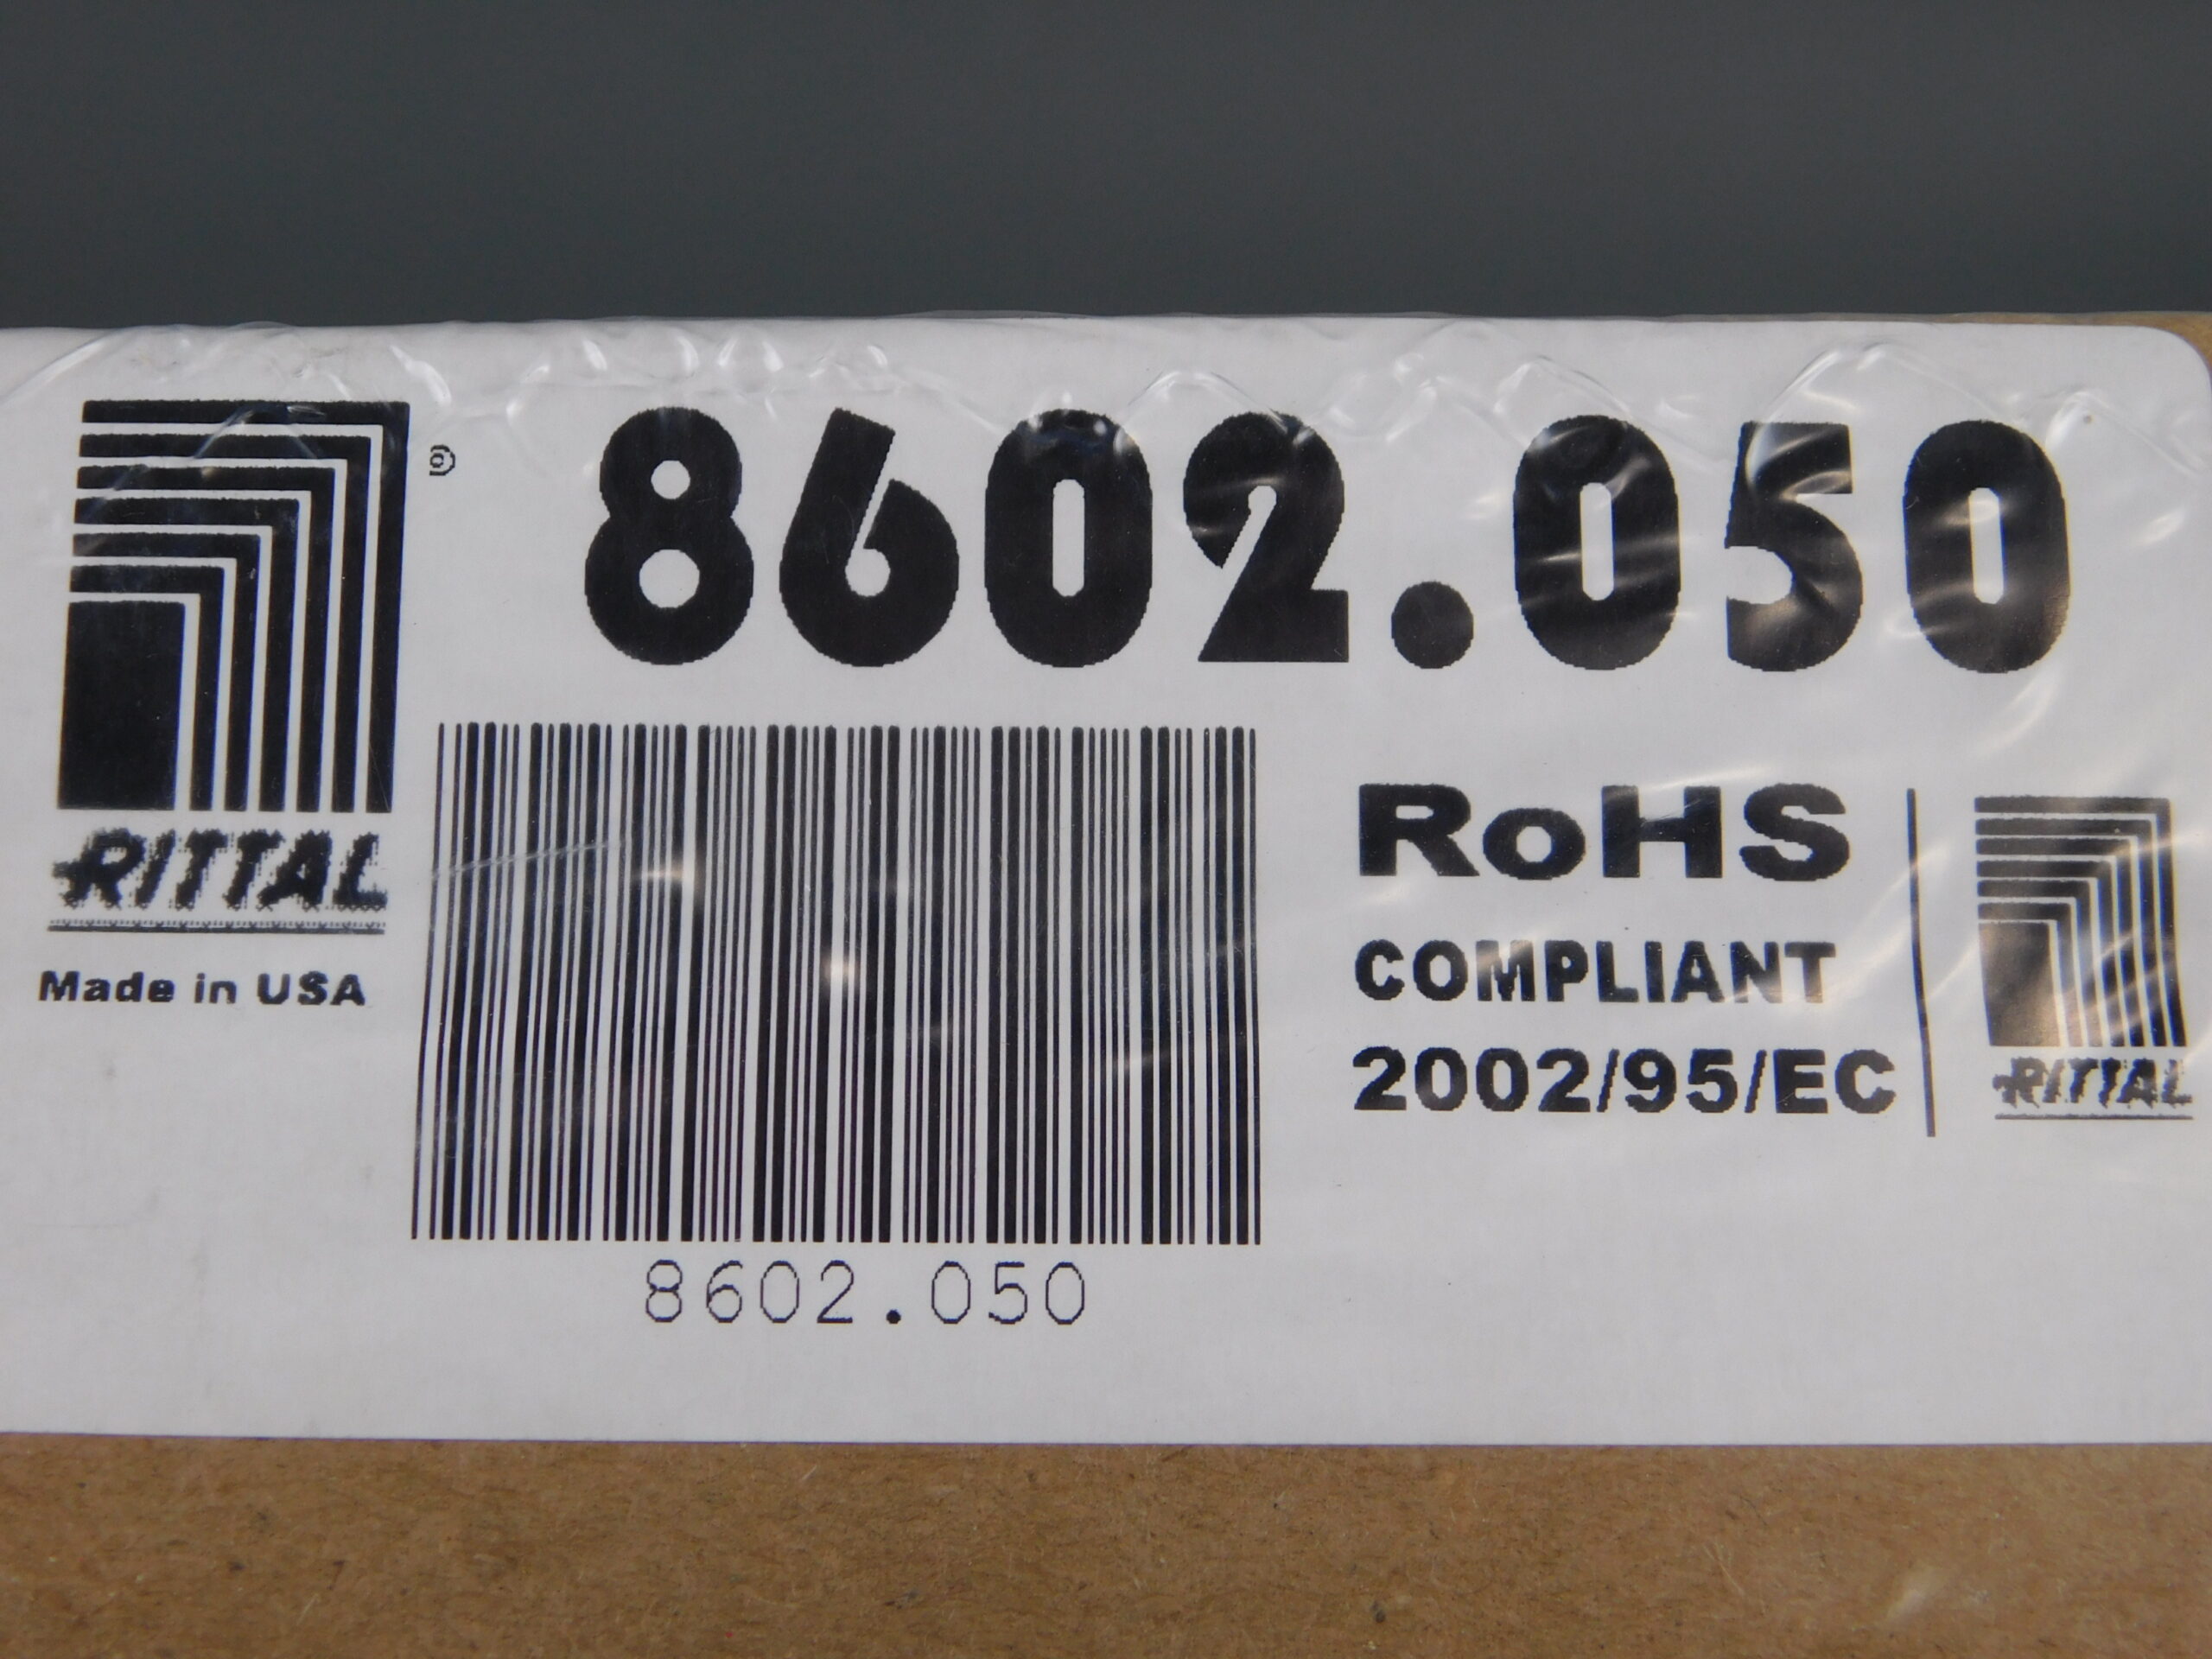 8602.050
RITTAL
Made in USA
8602.050
RoHS
COMPLIANT
2002/95/EC
RITTAL